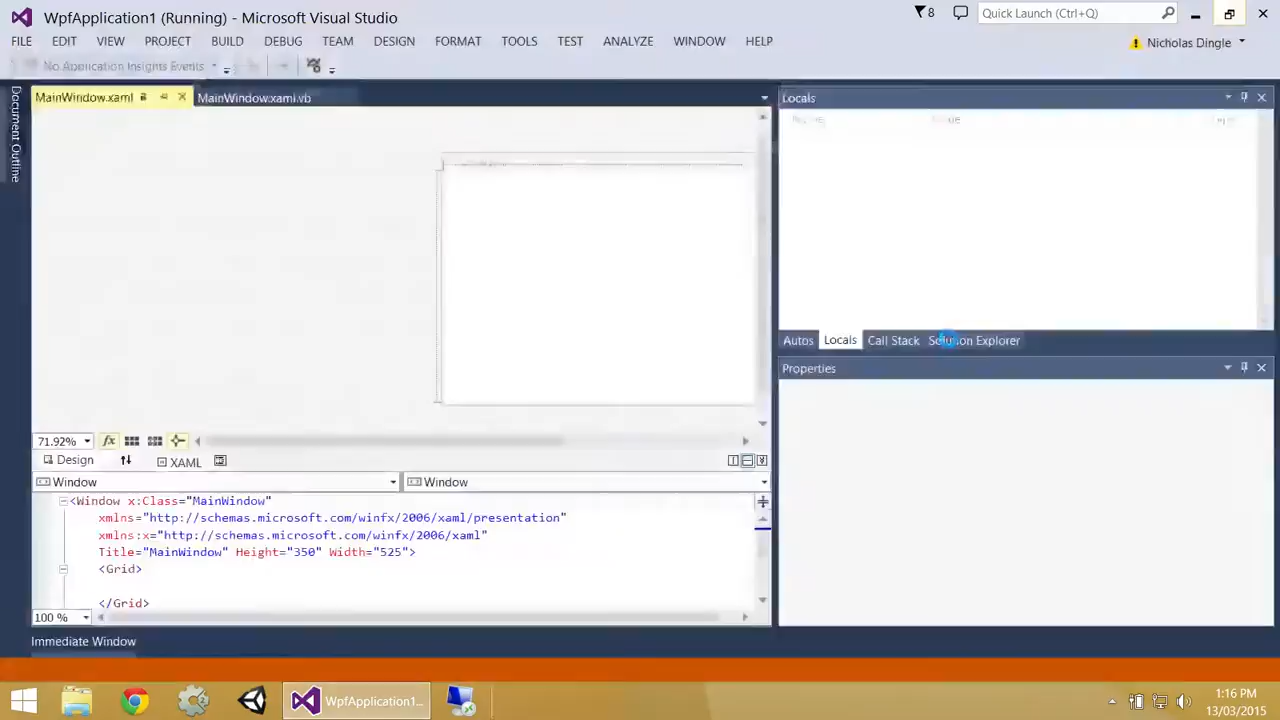 WpfApplication1 (Running) - Microsoft Visual Studio
8
Quick Launch (Ctrl+Q)
FILE EDIT VIEW PROJECT BUILD DEBUG TEAM DESIGN FORMAT TOOLS TEST ANALYZE WINDOW HELP
Nicholas Dingle
No Application Insights Events
Document Outline
MainWindow.xaml
MainWindow.xaml.vb
Locals
Autos Locals Call Stack Solution Explorer
Properties
71.92%
fx
Design
XAML
Window
Window
<Window x:Class="MainWindow"
xmlns="http://schemas.microsoft.com/winfx/2006/xaml/presentation"
xmlns:x="http://schemas.microsoft.com/winfx/2006/xaml"
Title="MainWindow" Height="350" Width="525">
<Grid>
</Grid>
100 %
Immediate Window
WpfApplication1...
1:16 PM
13/03/2015